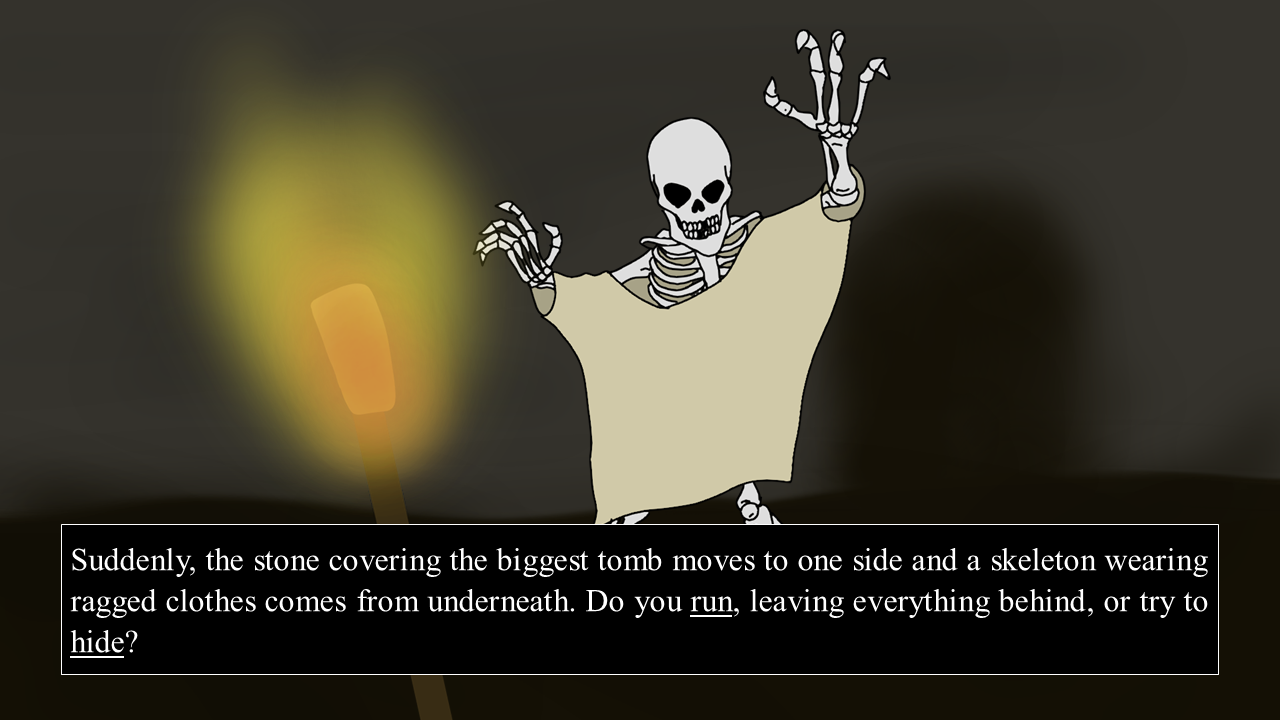 Suddenly, the stone covering the biggest tomb moves to one side and a skeleton wearing
ragged clothes comes from underneath. Do you run, leaving everything behind, or try to
hide?